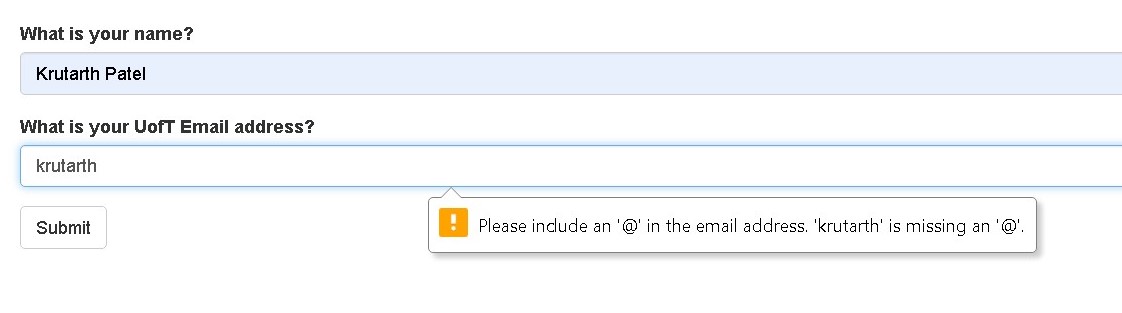 What is your name?
Krutarth Patel
What is your UofT Email address?
krutarth
Submit
! Please include an '@' in the email address. 'krutarth' is missing an '@'.